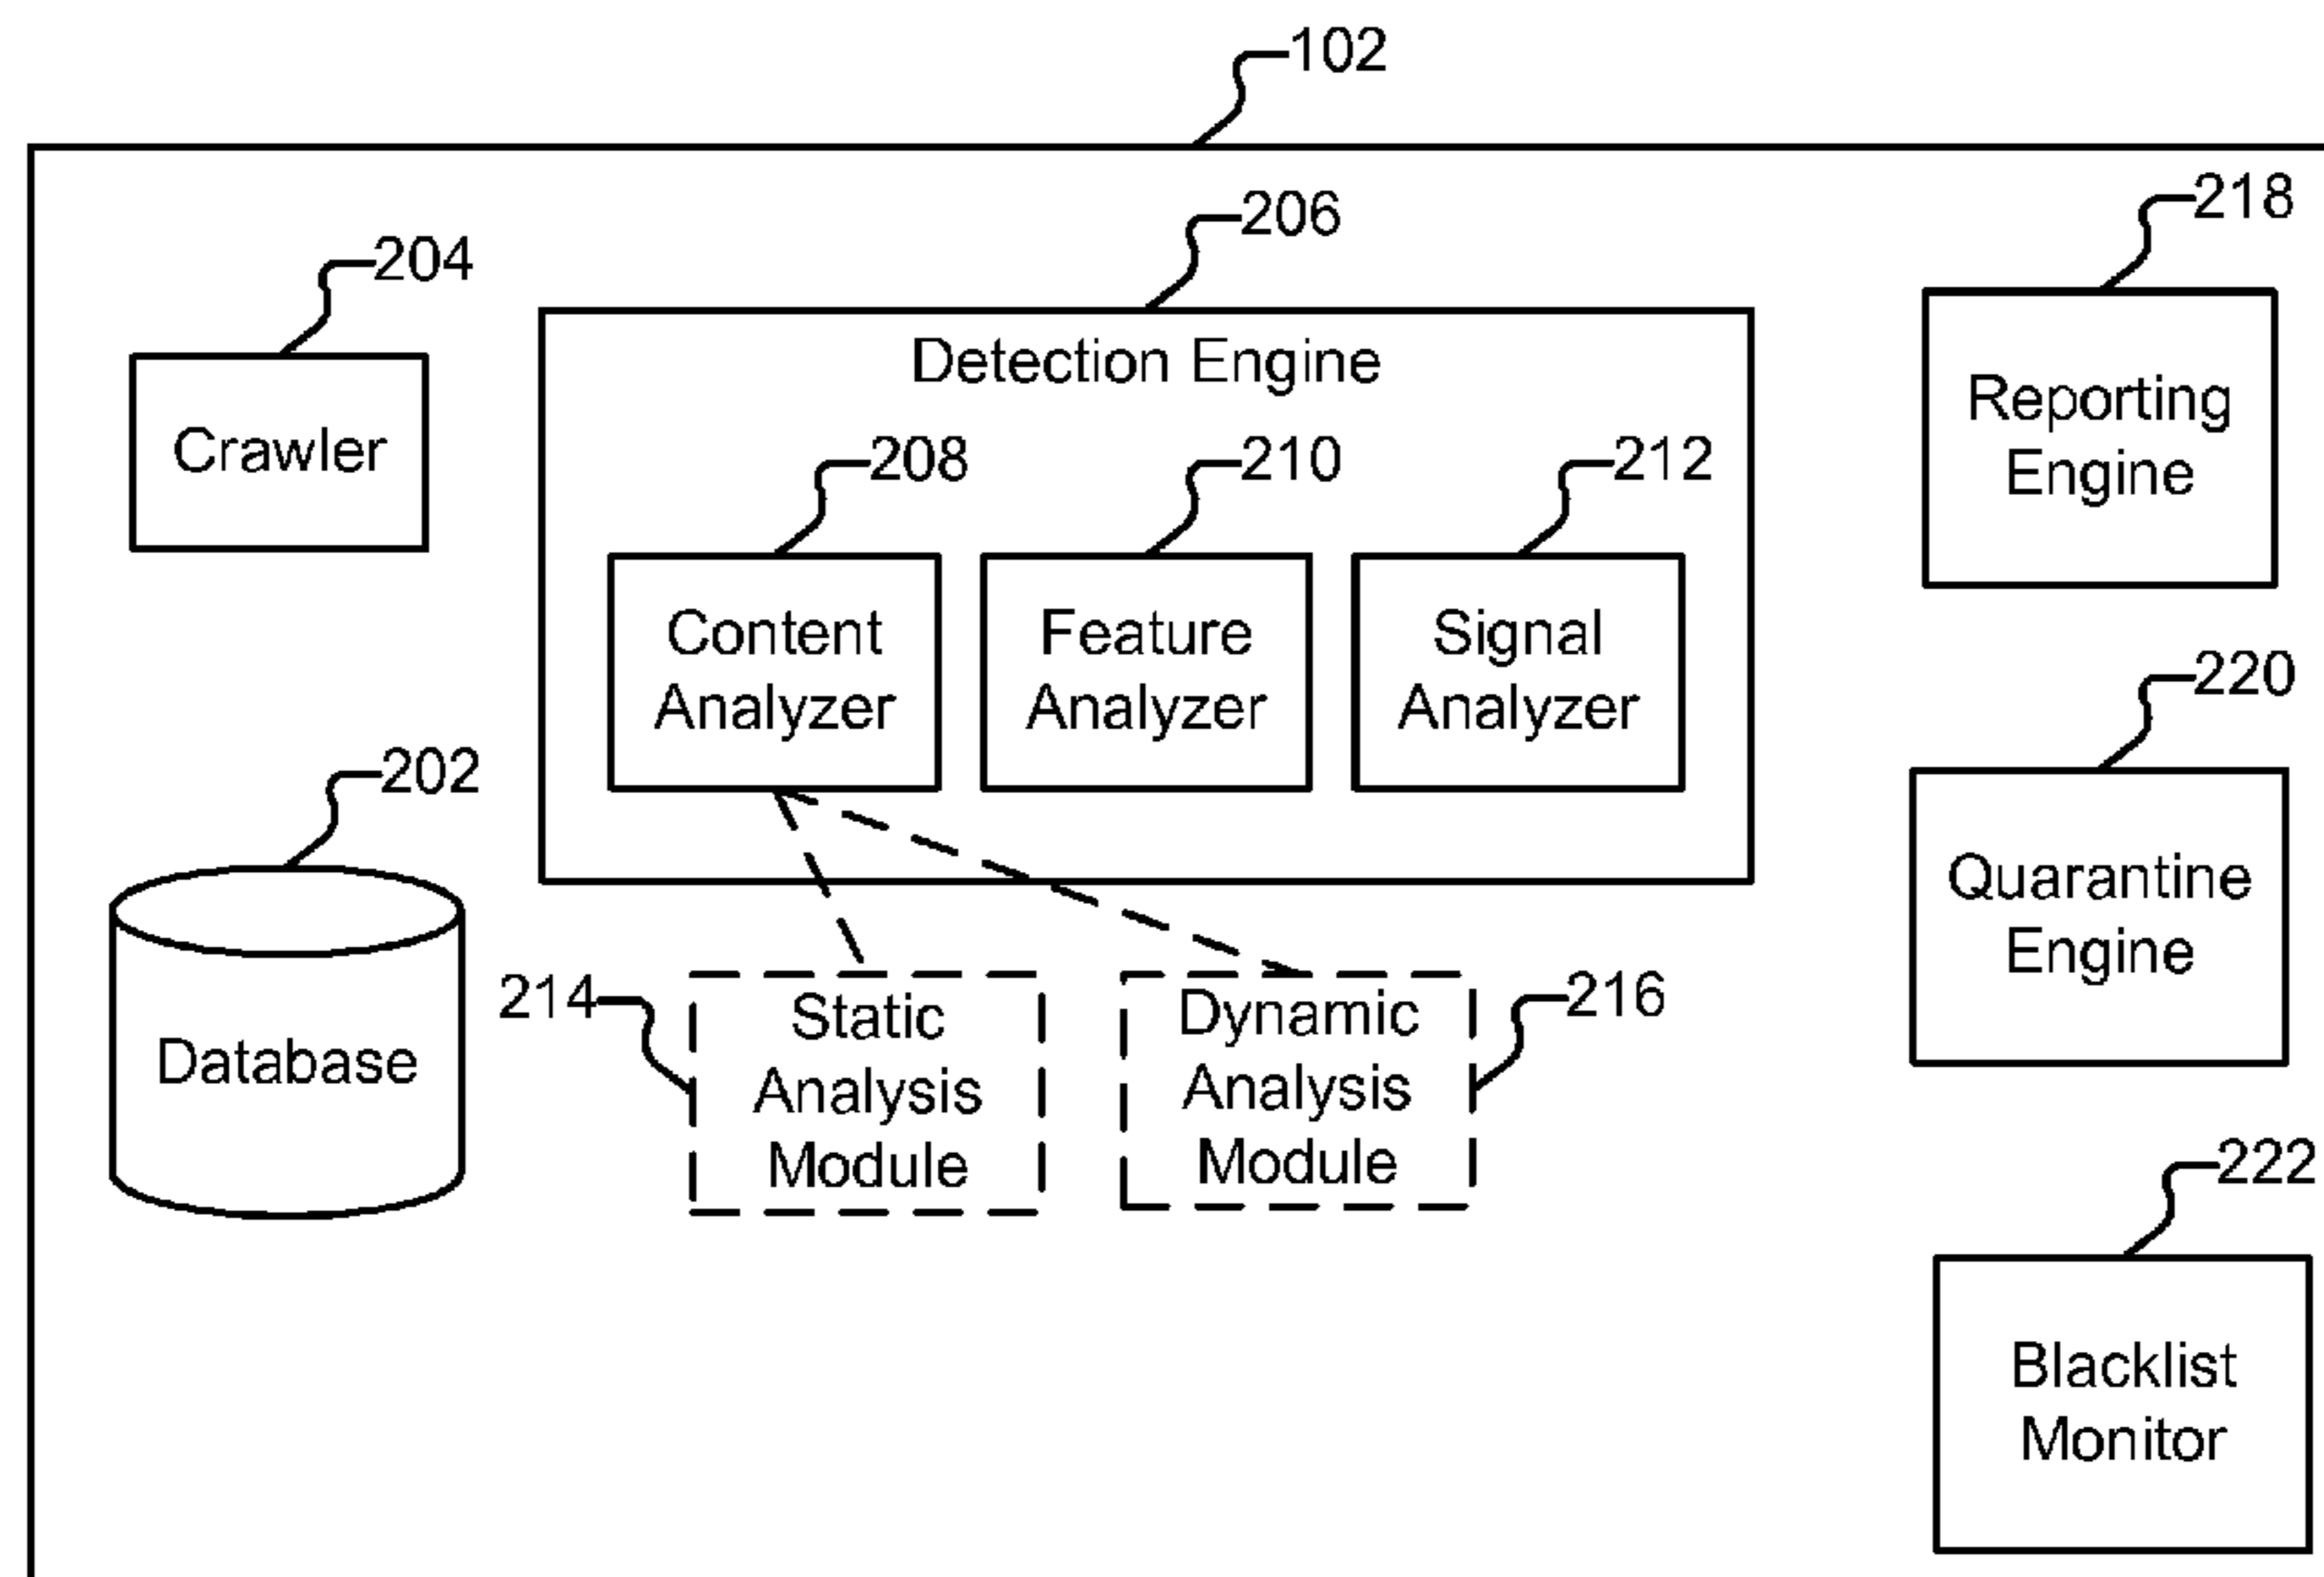 102
206
218
204
Detection Engine
Reporting
Engine
Crawler
208
210
212
Content
Analyzer
Feature
Analyzer
Signal
Analyzer
220
202
Quarantine
Engine
214
Static
Analysis
Module
Dynamic
Analysis
Module
216
Database
222
Blacklist
Monitor